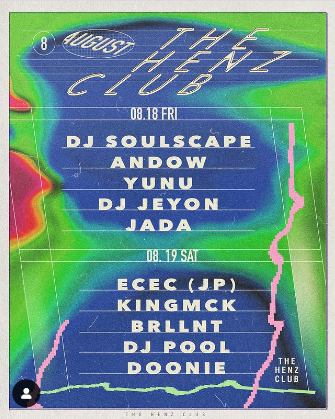 8
AUGUST
THE
HENZ
CLUB
08.18 FRI
DJ SOULSCAPE
ANDOW
YUNU
DJ JEYON
JADA
08. 19 SAT
ECEC (JP)
KINGMCK
BRLLNT
DJ POOL
DOONIE
THE
HENZ
CLUB
THE HENZ CLUB